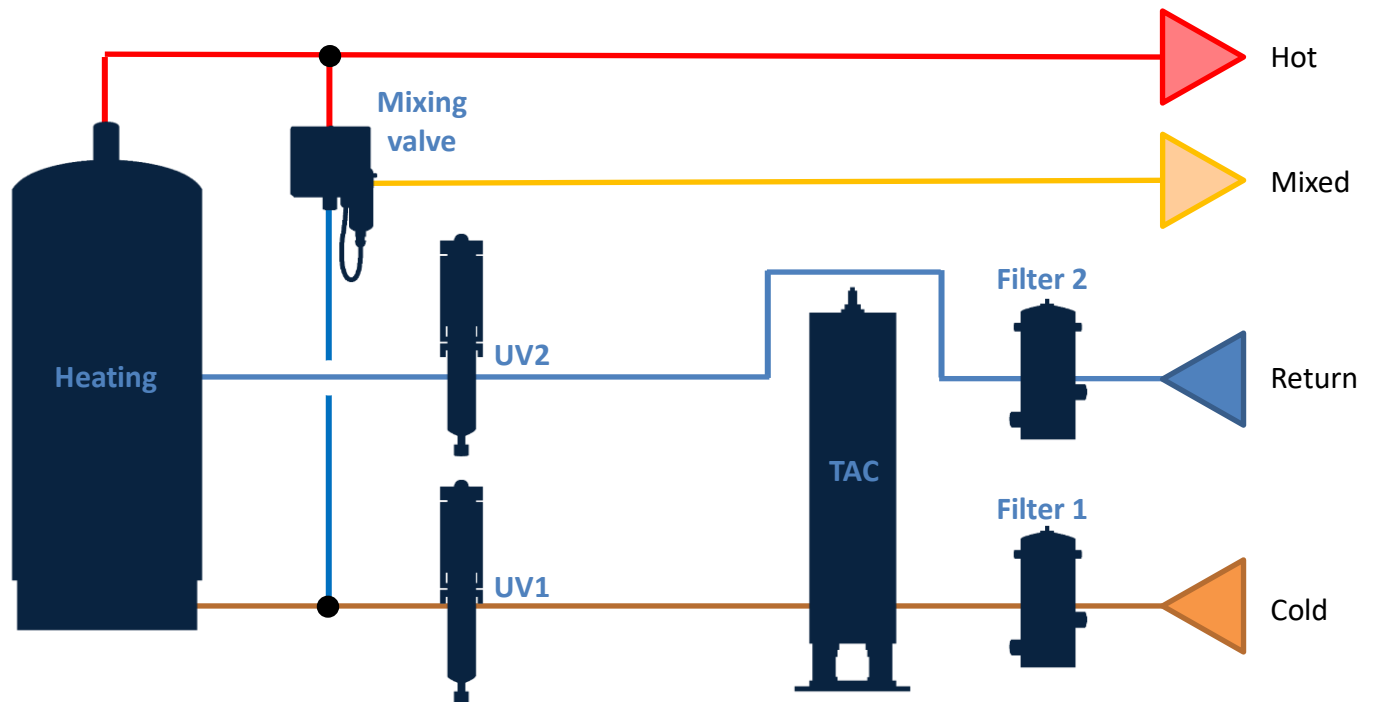 Hot
Mixing
valve
Mixed
Filter 2
UV2
Heating
Return
TAC
Filter 1
UV1
Cold